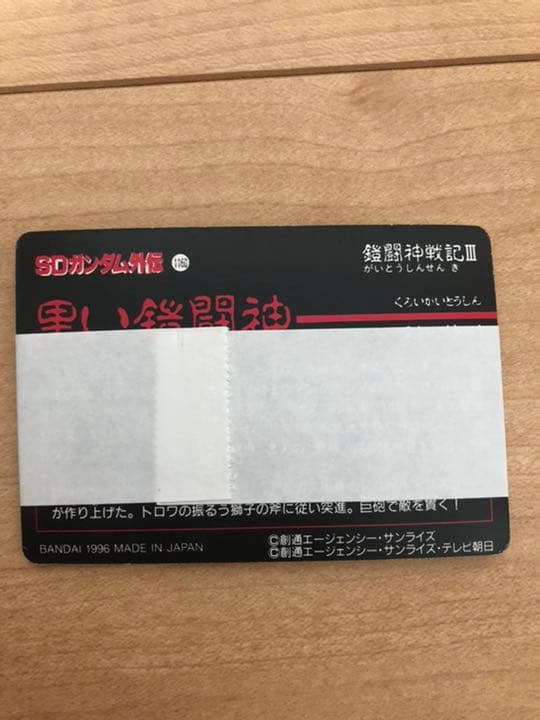 SDガンダム外伝 1160
鎧闘神戦記III
がいとうしんせんき
くろいがいとうしん
黒い鎧闘神
が作り上げた。トロワの振るう獅子の斧に従い突進。巨砲で敵を貫く!
BANDAI 1996 MADE IN JAPAN
©創通エージェンシー・サンライズ
©創通エージェンシー・サンライズ・テレビ朝日